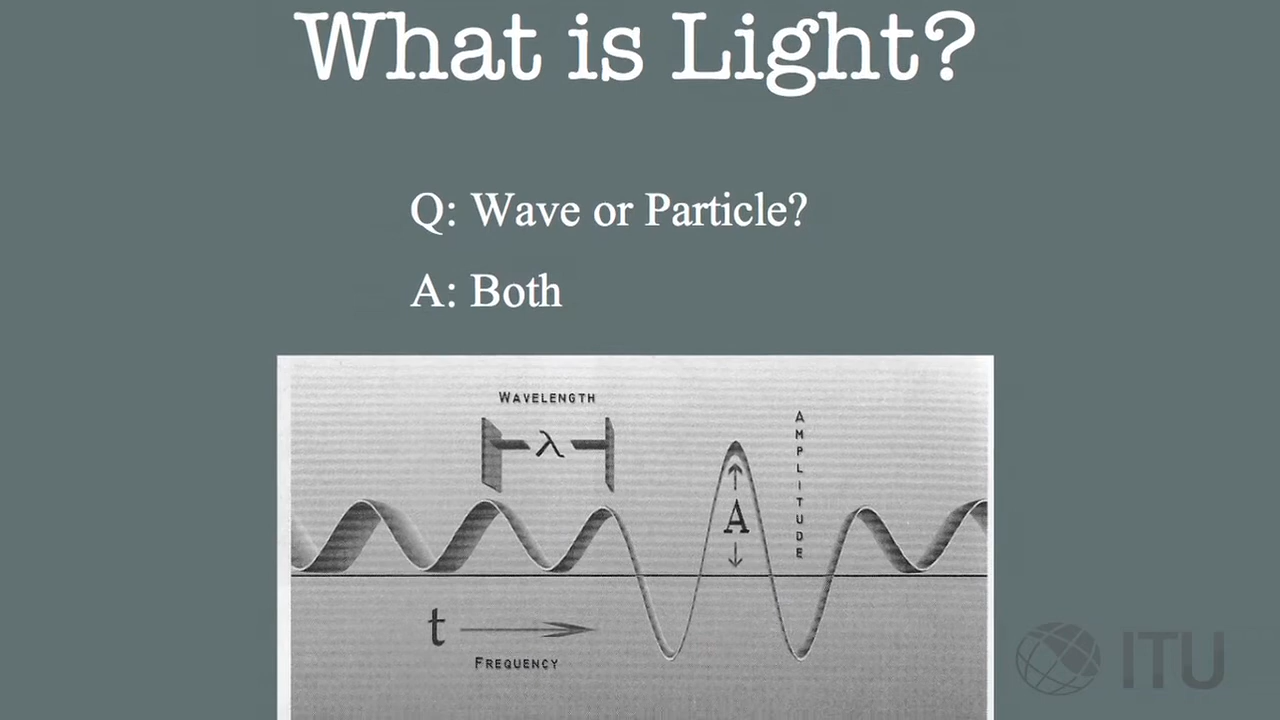 What is Light?
Q: Wave or Particle?
A: Both
WAVELENGTH
λ
AMPLITUDE
A
t
FREQUENCY
ITU